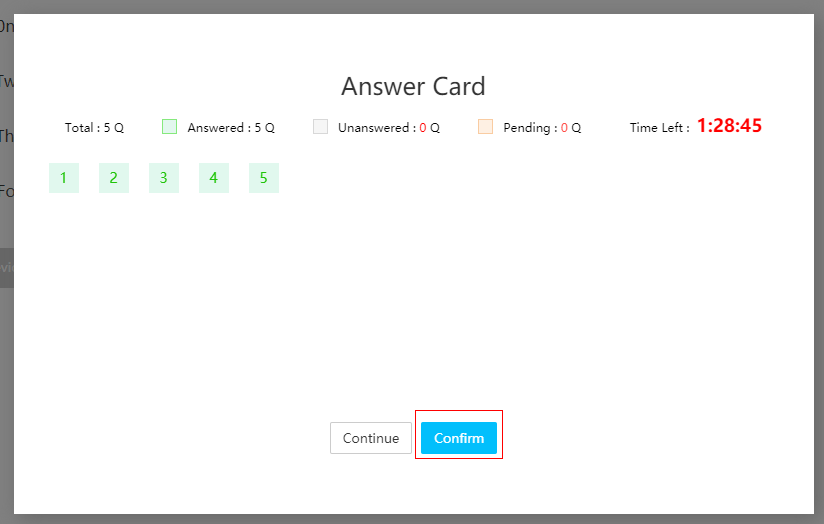 Answer Card
Total : 5 Q Answered : 5 Q Unanswered : 0 Q Pending : 0 Q Time Left : 1:28:45
1 2 3 4 5
Continue Confirm